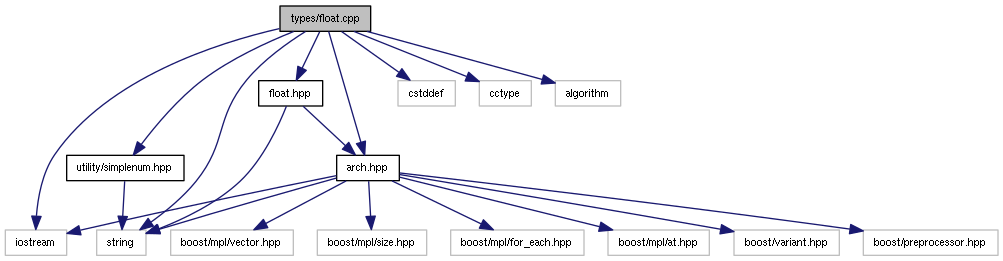 types/float.cpp
float.hpp
cstddef
cctype
algorithm
utility/simplenum.hpp
arch.hpp
iostream
string
boost/mpl/vector.hpp
boost/mpl/size.hpp
boost/mpl/for_each.hpp
boost/mpl/at.hpp
boost/variant.hpp
boost/preprocessor.hpp